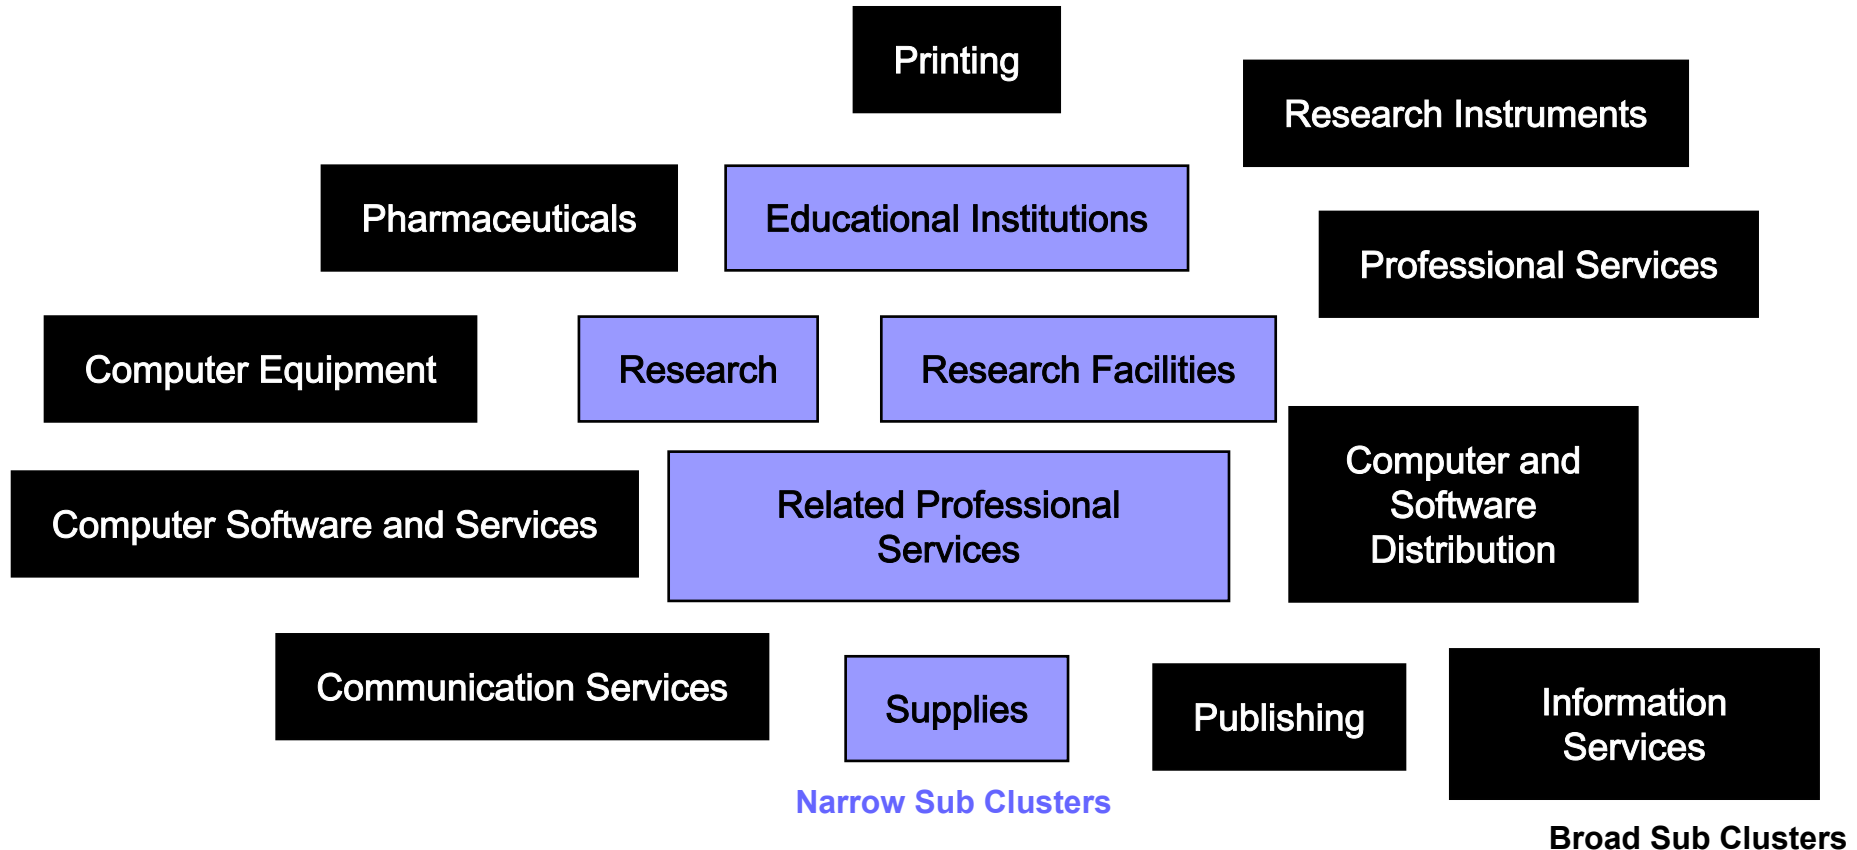 Printing
Research Instruments
Pharmaceuticals
Educational Institutions
Professional Services
Computer Equipment
Research
Research Facilities
Computer and
Software
Distribution
Computer Software and Services
Related Professional
Services
Communication Services
Supplies
Publishing
Information
Services
Narrow Sub Clusters
Broad Sub Clusters